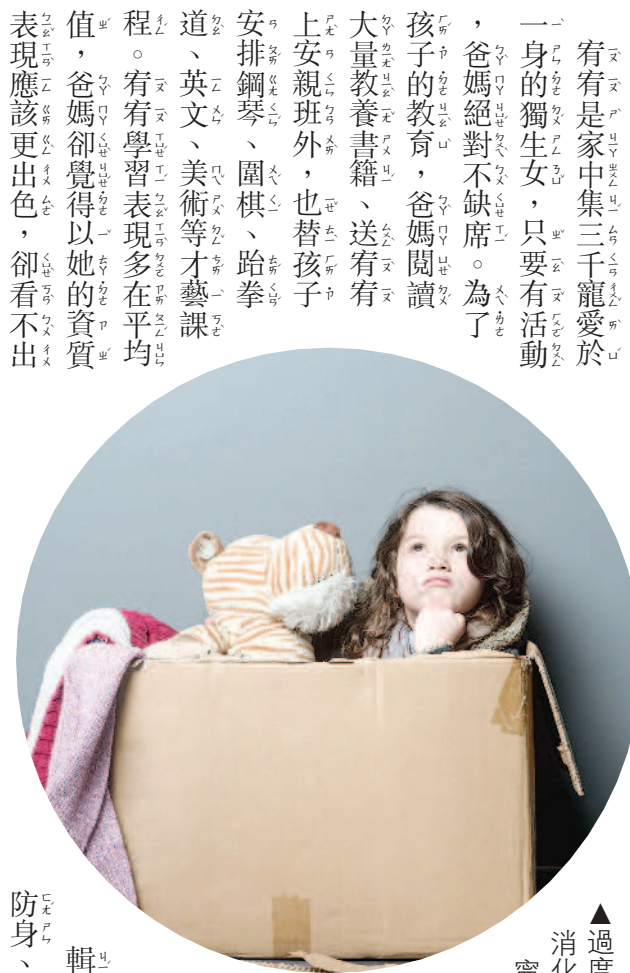 宥宥是家中集三千寵愛於
一身的獨生女，只要有活動
，爸媽絕對不缺席。為了
孩子的教育，爸媽閱讀
大量教養書籍、送宥宥
上安親班外，也替孩子
安排鋼琴、圍棋、跆拳
道、英文、美術等才藝課
程。宥宥學習表現多在平均
值，爸媽卻覺得以她的資質
表現應該更出色，卻看不出
▲過度
消化
寧
輯
防身、